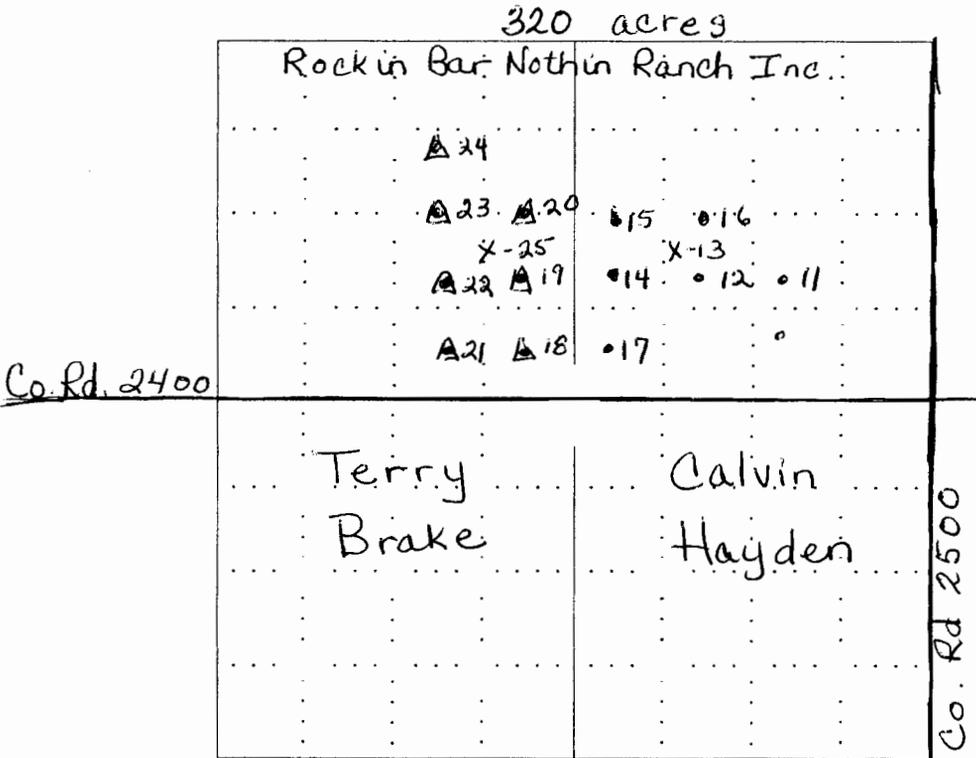 320 acres
Rockin Bar Nothin Ranch Inc.
24
23 20 15 16
X-25 X-13
22 19 14 12 11
21 18 17
Co. Rd. 2400
Terry Brake
Calvin Hayden
Co. Rd 2500